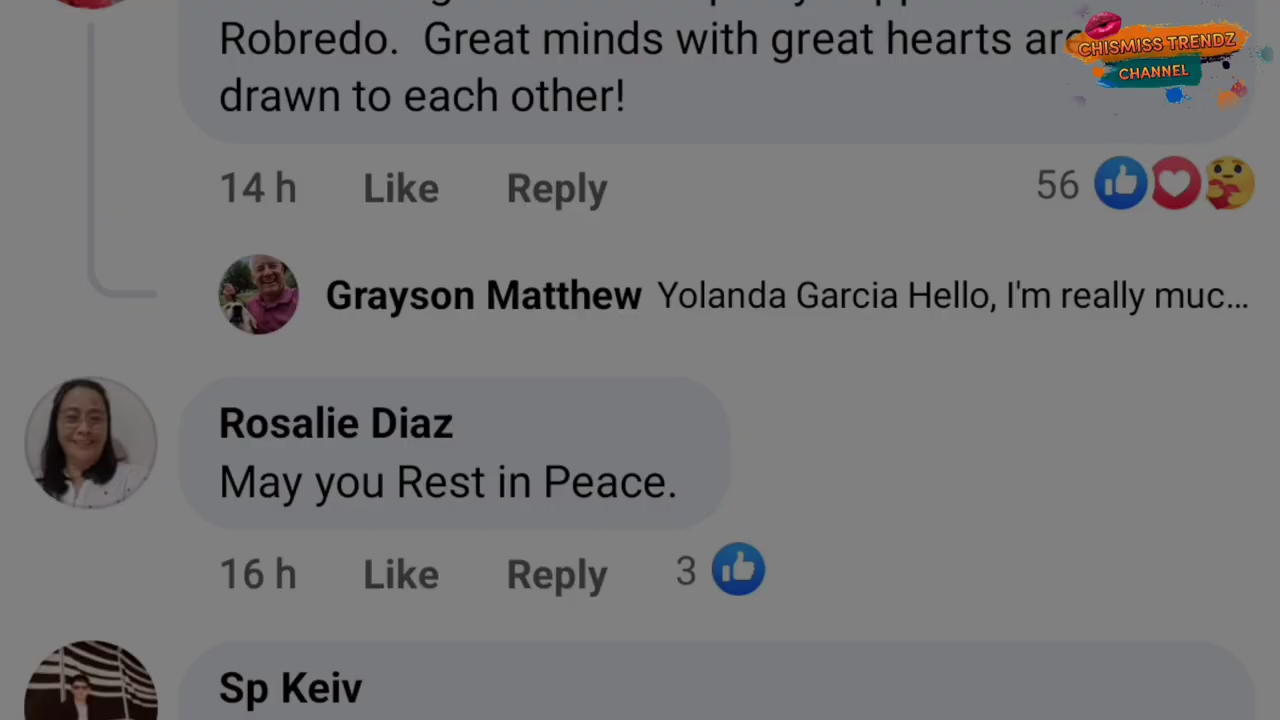 Robredo. Great minds with great hearts are
drawn to each other!
CHISMISS TRENDZ
CHANNEL
14 h Like Reply 56
Grayson Matthew Yolanda Garcia Hello, I'm really muc...
Rosalie Diaz
May you Rest in Peace.
16 h Like Reply 3
Sp Keiv